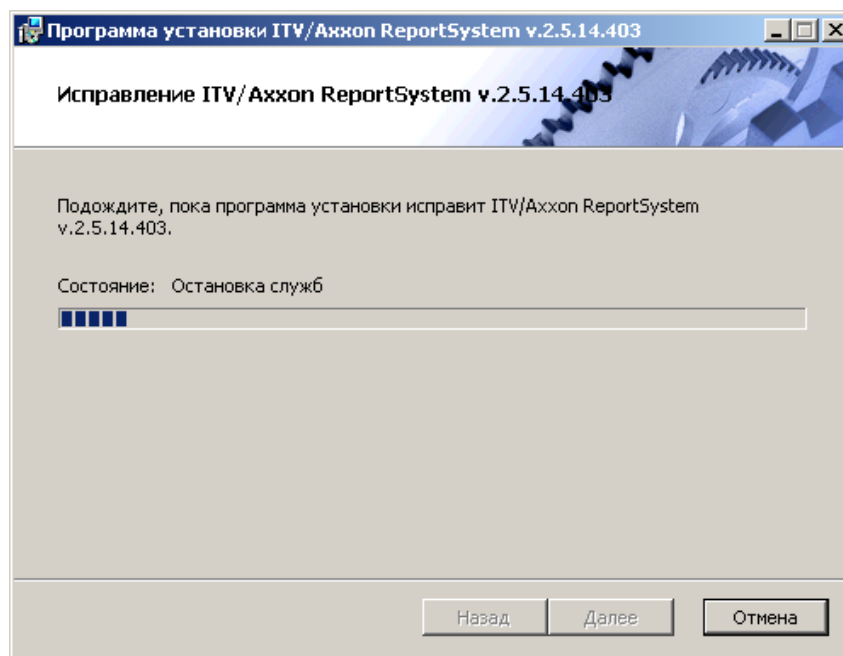 Программа установки ITV/Axxon ReportSystem v.2.5.14.403
Исправление ITV/Axxon ReportSystem v.2.5.14.403
Подождите, пока программа установки исправит ITV/Axxon ReportSystem
v.2.5.14.403.
Состояние: Остановка служб
Назад Далее Отмена